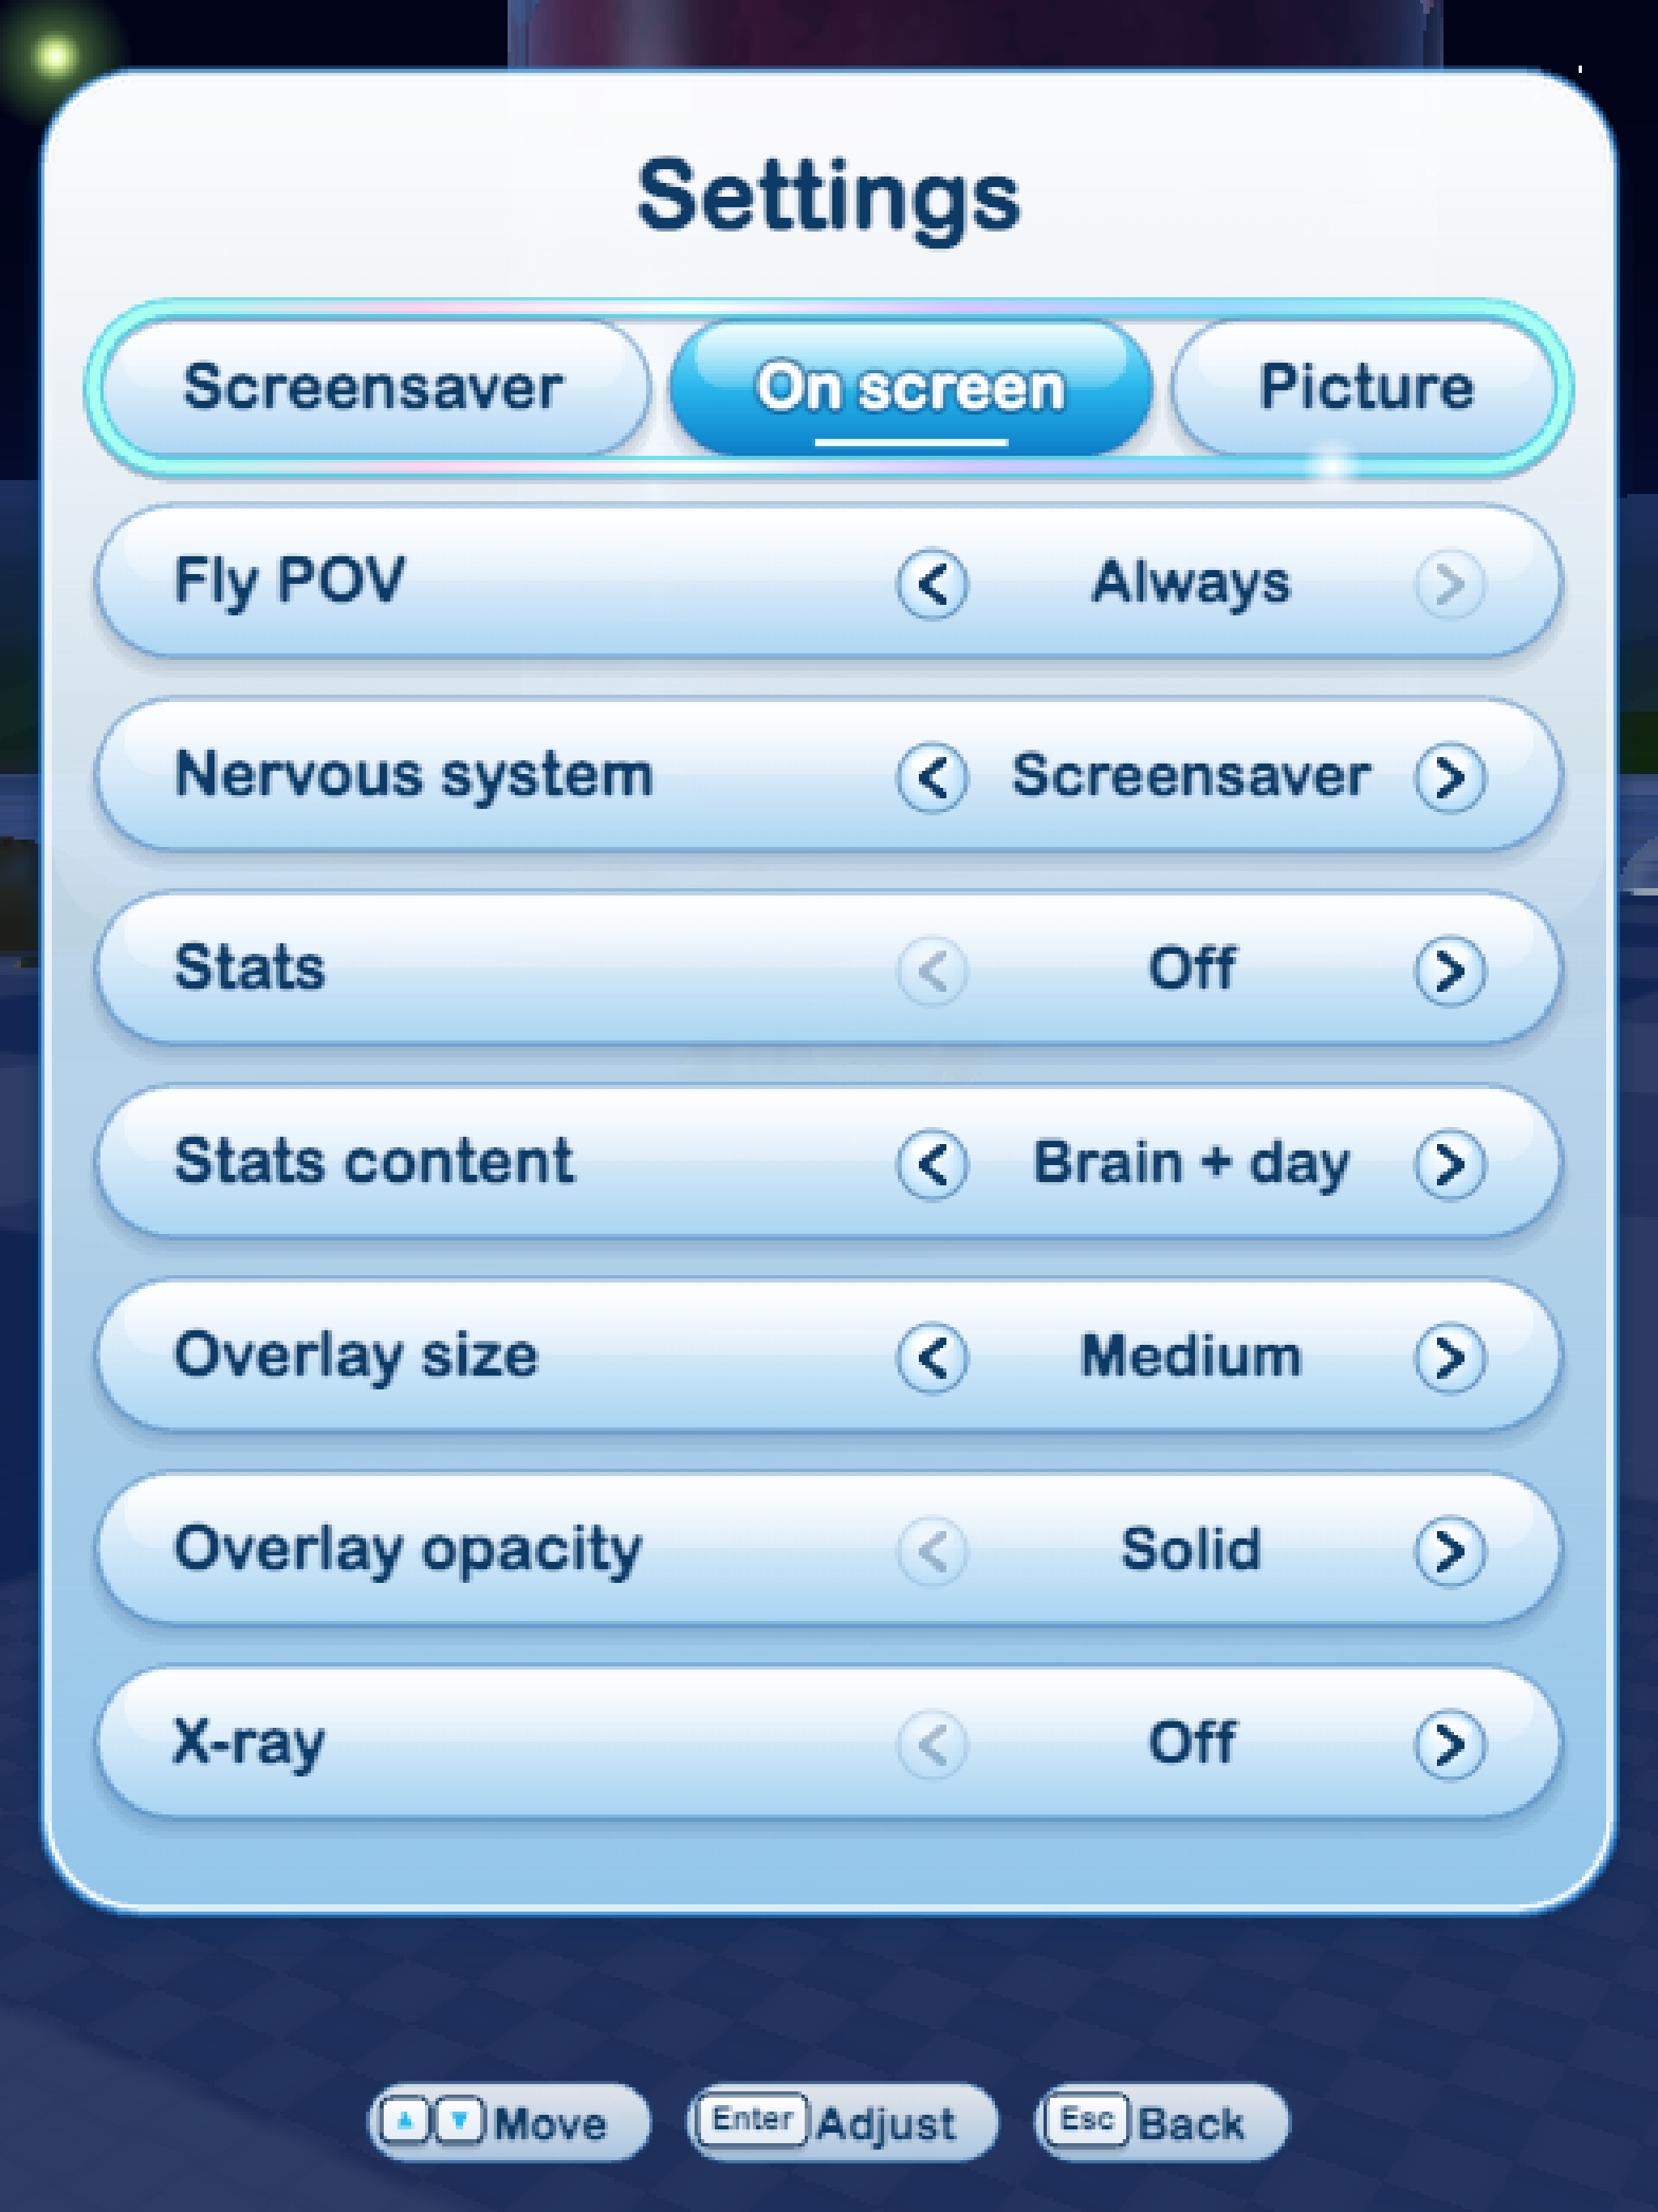 Settings
Screensaver On screen Picture
Fly POV < Always >
Nervous system < Screensaver >
Stats < Off >
Stats content < Brain + day >
Overlay size < Medium >
Overlay opacity < Solid >
X-ray < Off >
▲ ▼ Move Enter Adjust Esc Back